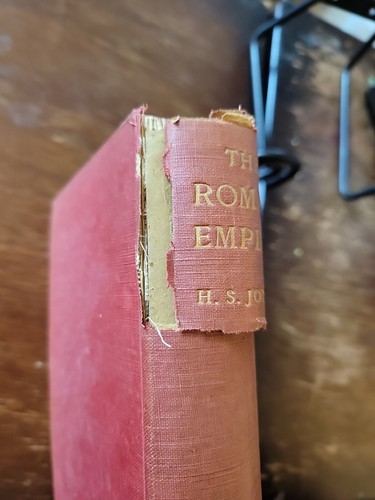 TH
ROM
EMPI
H. S. JO